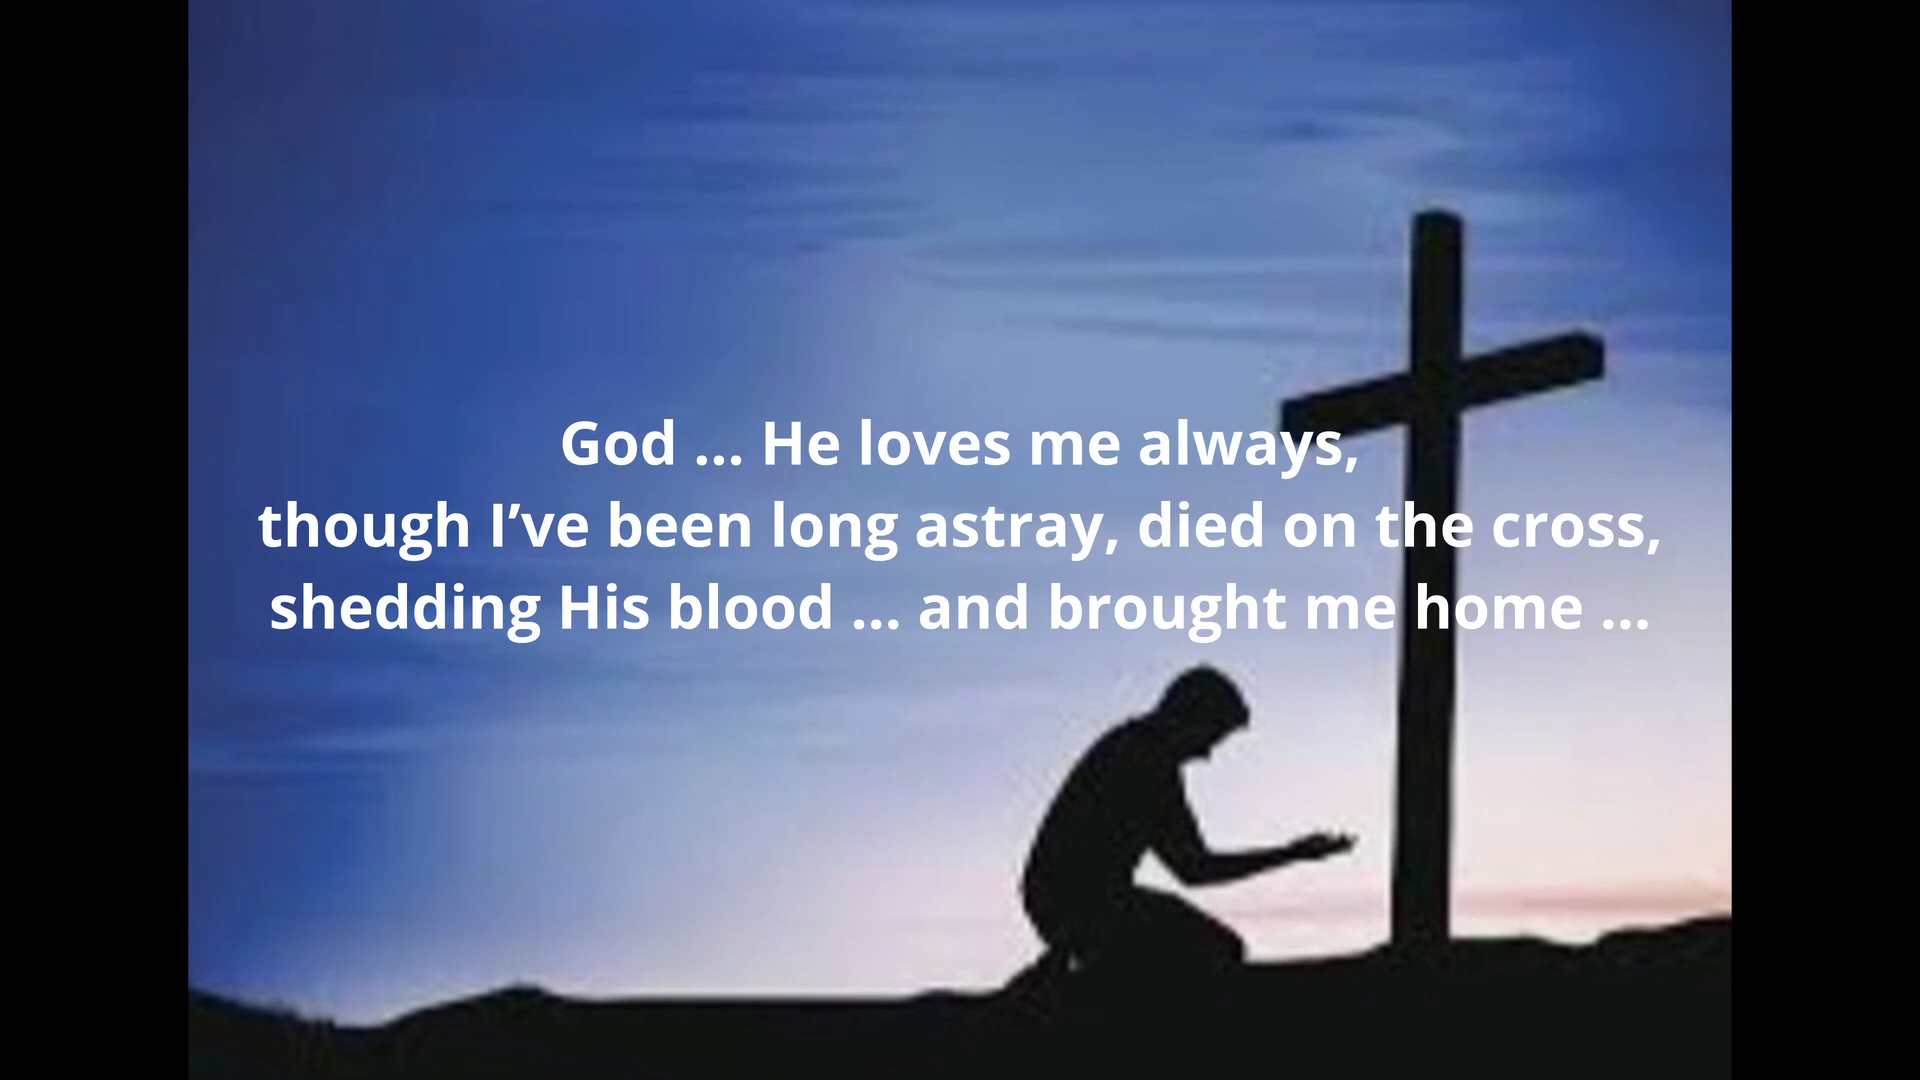 God ... He loves me always,
though I’ve been long astray, died on the cross,
shedding His blood ... and brought me home ...